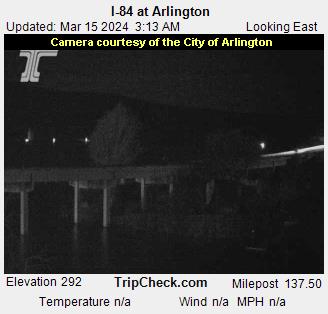 I-84 at Arlington
Updated: Mar 15 2024 3:13 AM Looking East
Camera courtesy of the City of Arlington
Elevation 292 TripCheck.com Milepost 137.50
Temperature n/a Wind n/a MPH n/a